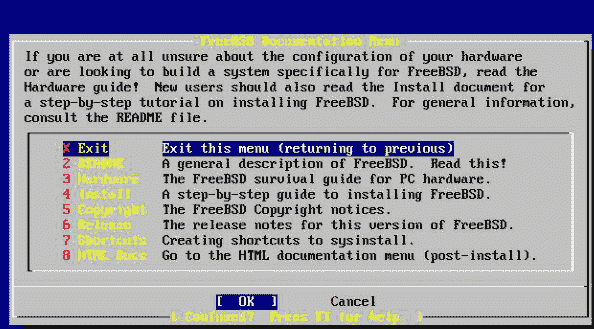 FreeBSD Documentation Menu
If you are at all unsure about the configuration of your hardware
or are looking to build a system specifically for FreeBSD, read the
Hardware guide!  New users should also read the Install document for
a step-by-step tutorial on installing FreeBSD.  For general information,
consult the README file.
X Exit Exit this menu (returning to previous)
2 README A general description of FreeBSD.  Read this!
3 Hardware The FreeBSD survival guide for PC hardware.
4 Install A step-by-step guide to installing FreeBSD.
5 Copyright The FreeBSD Copyright notices.
6 Release The release notes for this version of FreeBSD.
7 Shortcuts Creating shortcuts to sysinstall.
8 HTML Docs Go to the HTML documentation menu (post-install).
[ OK ] Cancel
[ Confused?  Press F1 for help ]